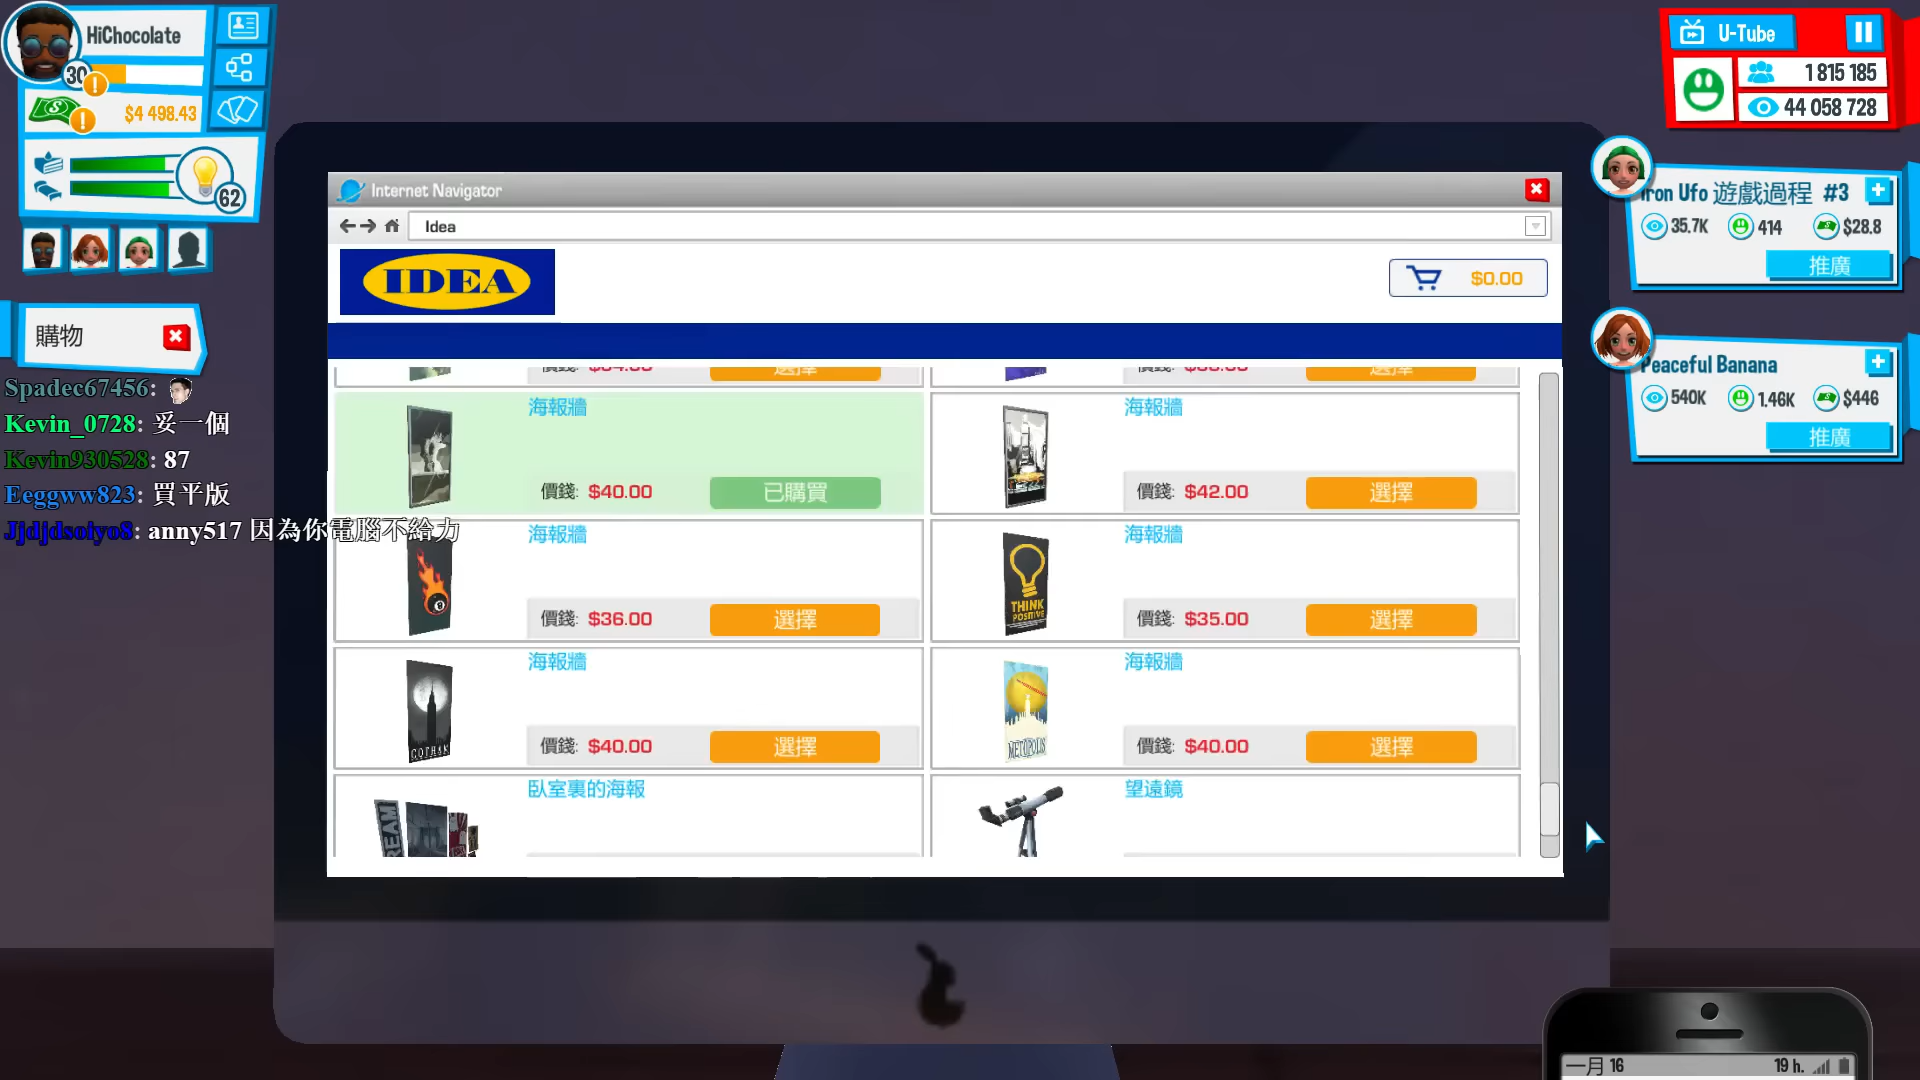 HiChocolate
30
$4 498.43
62
購物
Spadec67456:
Kevin_0728: 妥一個
Kevin930528: 87
Eeggww823: 買平版
Jjdjdsoiyo8: anny517 因為你電腦不給力
U-Tube
1 815 185
44 058 728
Iron Ufo 遊戲過程 #3
35.7K 414 $28.8
推廣
Peaceful Banana
540K 1.46K $446
推廣
Internet Navigator
Idea
IDEA
$0.00
選擇
選擇
海報牆
價錢: $40.00 已購買
海報牆
價錢: $42.00 選擇
海報牆
價錢: $36.00 選擇
THINK
POSITIVE
海報牆
價錢: $35.00 選擇
海報牆
價錢: $40.00 選擇
海報牆
價錢: $40.00 選擇
臥室裏的海報
望遠鏡
一月 16
19 h.